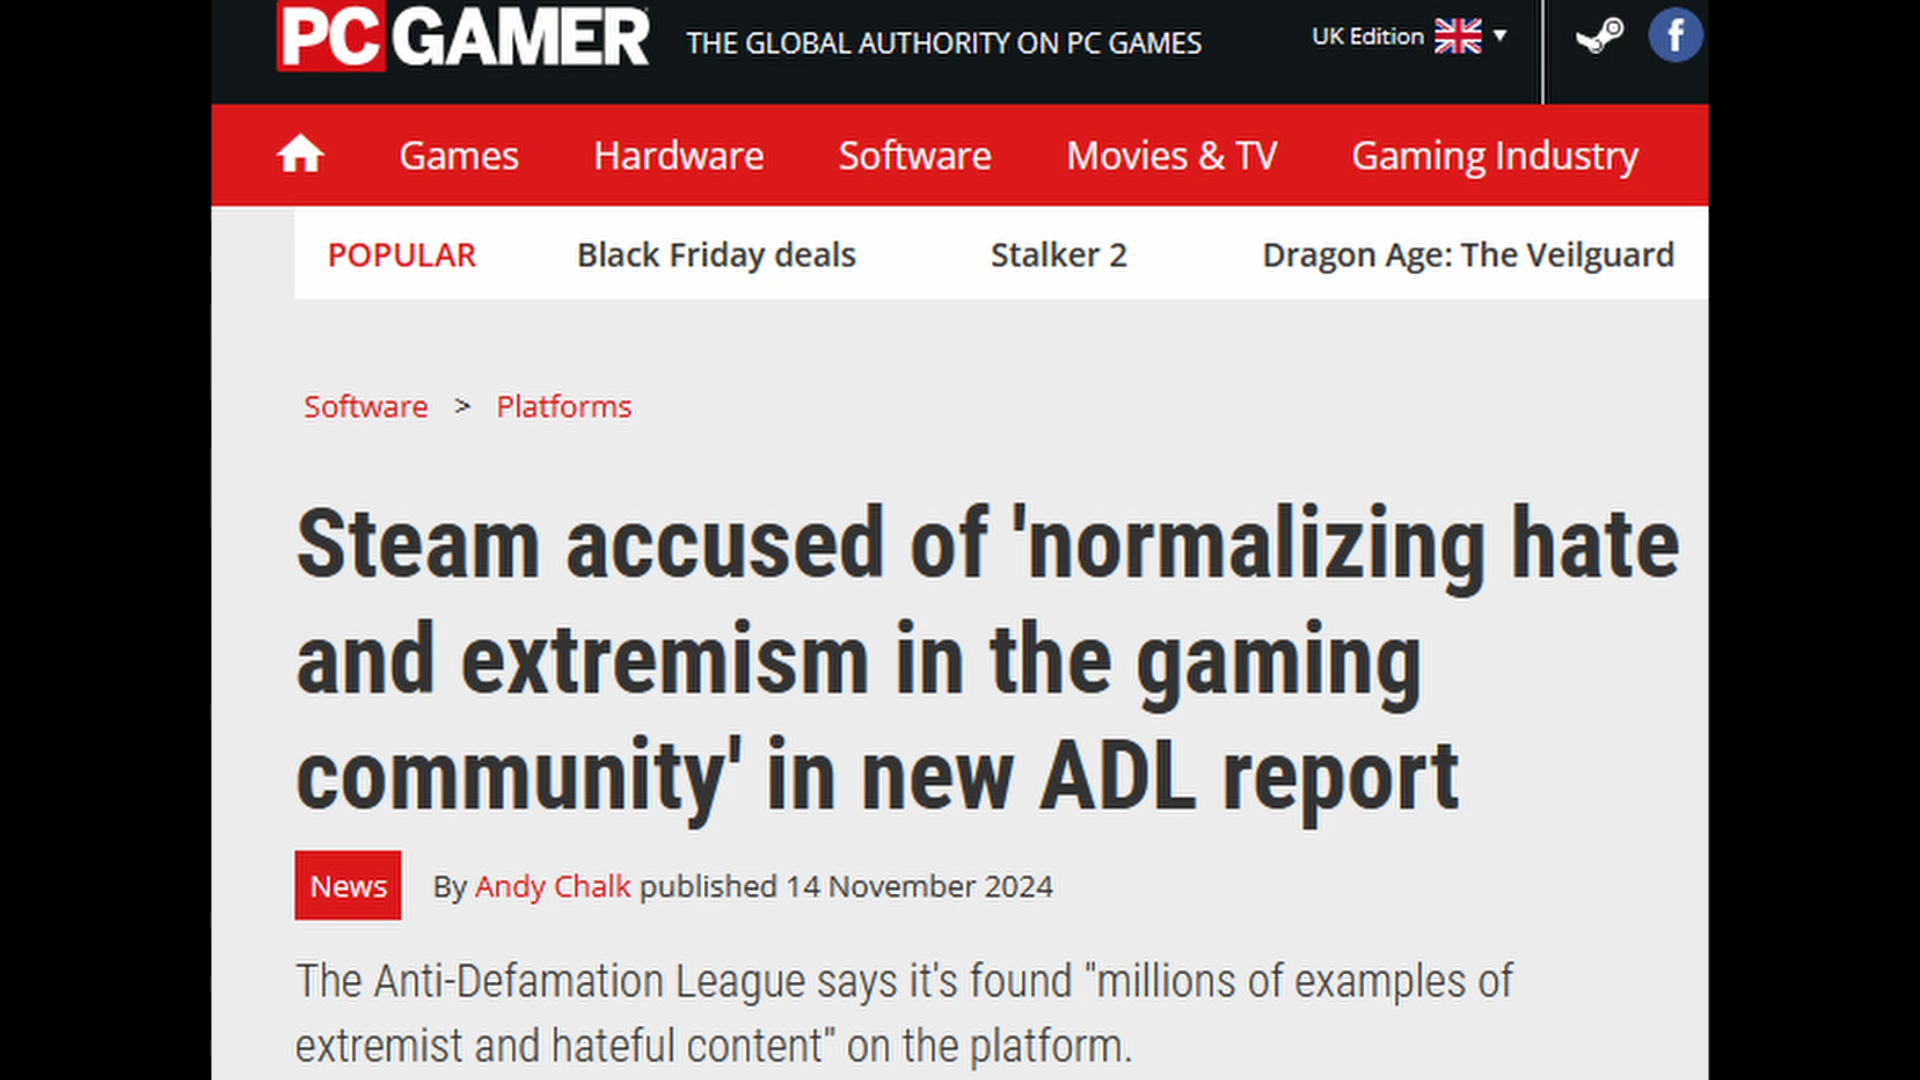 PC GAMER THE GLOBAL AUTHORITY ON PC GAMES UK Edition
Games Hardware Software Movies & TV Gaming Industry
POPULAR Black Friday deals Stalker 2 Dragon Age: The Veilguard
Software > Platforms
Steam accused of 'normalizing hate
and extremism in the gaming
community' in new ADL report
News By Andy Chalk published 14 November 2024
The Anti-Defamation League says it's found "millions of examples of
extremist and hateful content" on the platform.